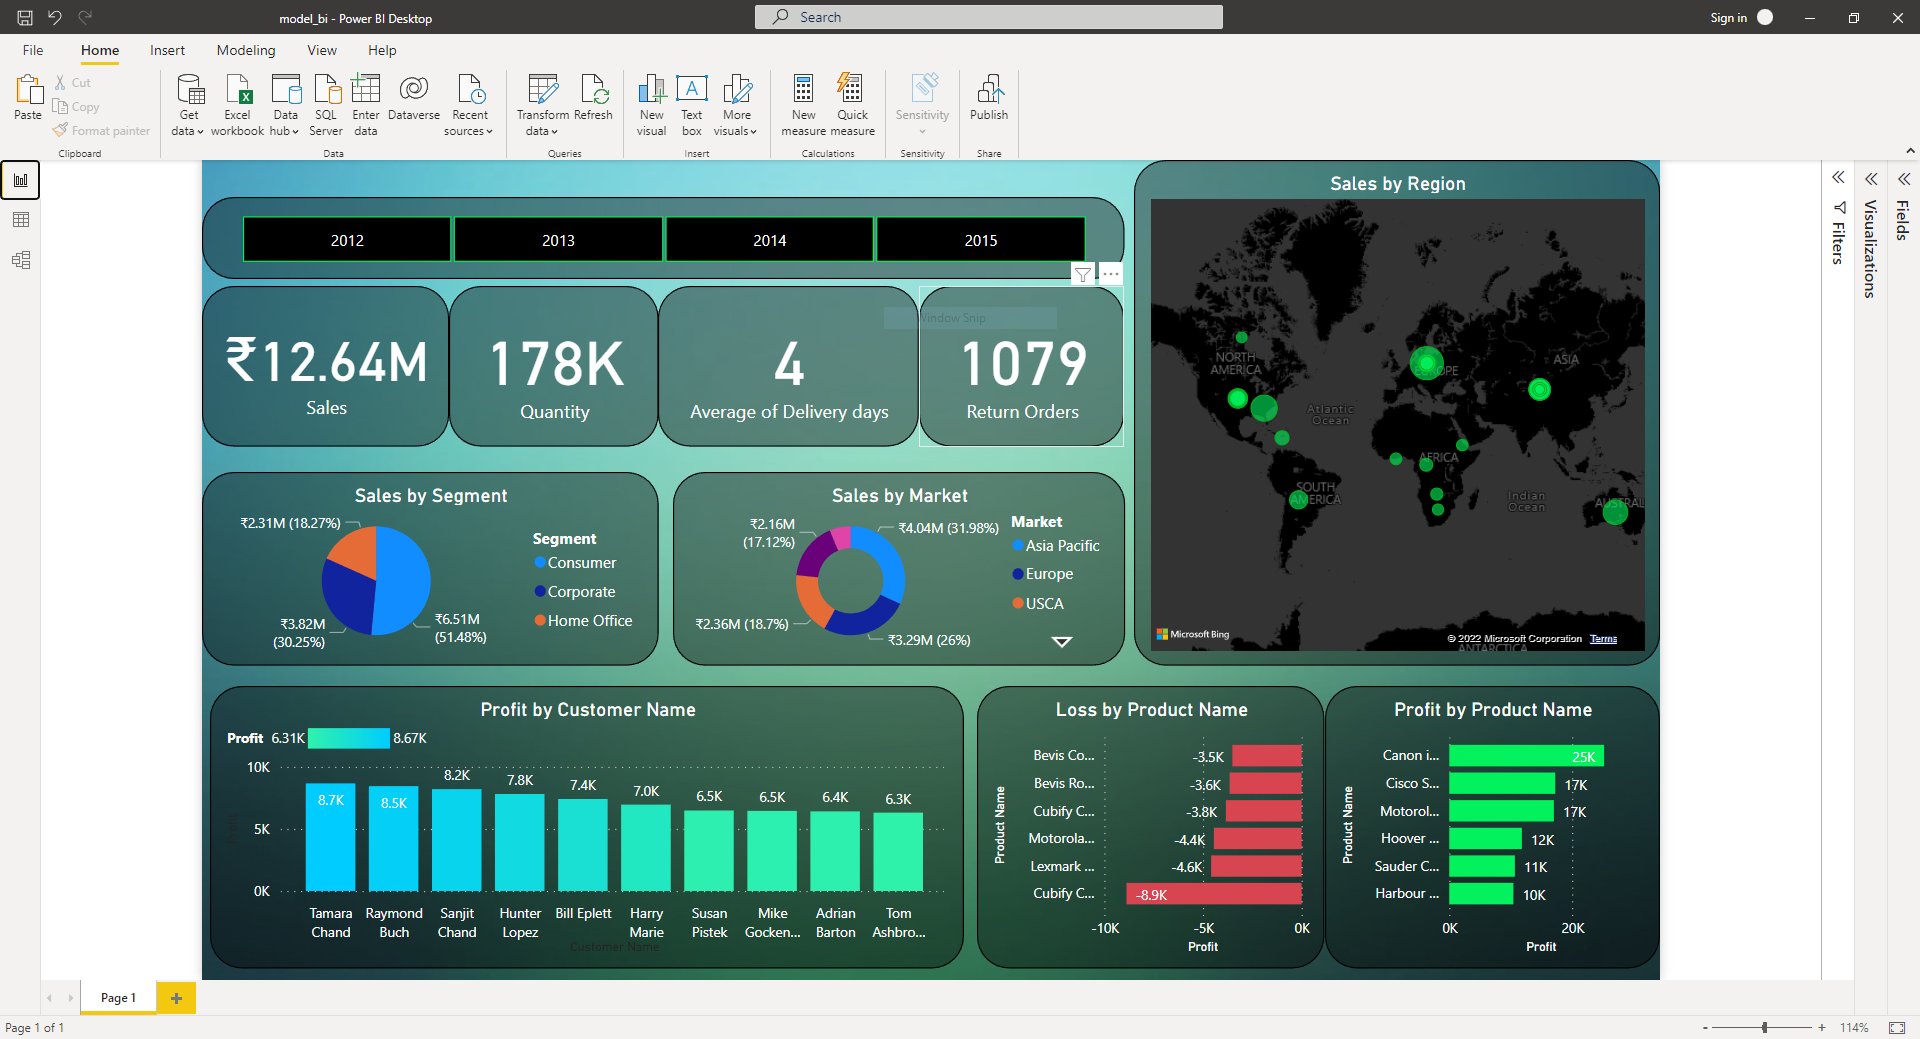 model_bi - Power BI Desktop
Search
Sign in
File
Home
Insert
Modeling
View
Help
Paste
Cut
Copy
Format painter
Clipboard
Get data
Excel workbook
Data hub
SQL Server
Enter data
Dataverse
Recent sources
Data
Transform data
Refresh
Queries
New visual
Text box
More visuals
Insert
New measure
Quick measure
Calculations
Sensitivity
Sensitivity
Publish
Share
2012
2013
2014
2015
Window Snip
₹12.64M
Sales
178K
Quantity
4
Average of Delivery days
1079
Return Orders
Sales by Region
NORTH
AMERICA
EUROPE
ASIA
Atlantic
Ocean
AFRICA
SOUTH
AMERICA
Indian
Ocean
AUSTRAL
Microsoft Bing
© 2022 Microsoft Corporation Terms
ANTARCTICA
Filters
Visualizations
Fields
Sales by Segment
₹2.31M (18.27%)
₹3.82M
(30.25%)
₹6.51M
(51.48%)
Segment
Consumer
Corporate
Home Office
Sales by Market
₹2.16M
(17.12%)
₹4.04M (31.98%)
₹2.36M (18.7%)
₹3.29M (26%)
Market
Asia Pacific
Europe
USCA
Profit by Customer Name
Profit 6.31K 8.67K
10K
5K
0K
8.7K
8.5K
8.2K
7.8K
7.4K
7.0K
6.5K
6.5K
6.4K
6.3K
Tamara Chand
Raymond Buch
Sanjit Chand
Hunter Lopez
Bill Eplett
Harry Marie
Susan Pistek
Mike Gocken...
Adrian Barton
Tom Ashbro...
Customer Name
Loss by Product Name
Product Name
Bevis Co... -3.5K
Bevis Ro... -3.6K
Cubify C... -3.8K
Motorola... -4.4K
Lexmark ... -4.6K
Cubify C... -8.9K
-10K -5K 0K
Profit
Profit by Product Name
Product Name
Canon i... 25K
Cisco S... 17K
Motorol... 17K
Hoover ... 12K
Sauder C... 11K
Harbour ... 10K
0K 20K
Profit
Page 1
Page 1 of 1
114%